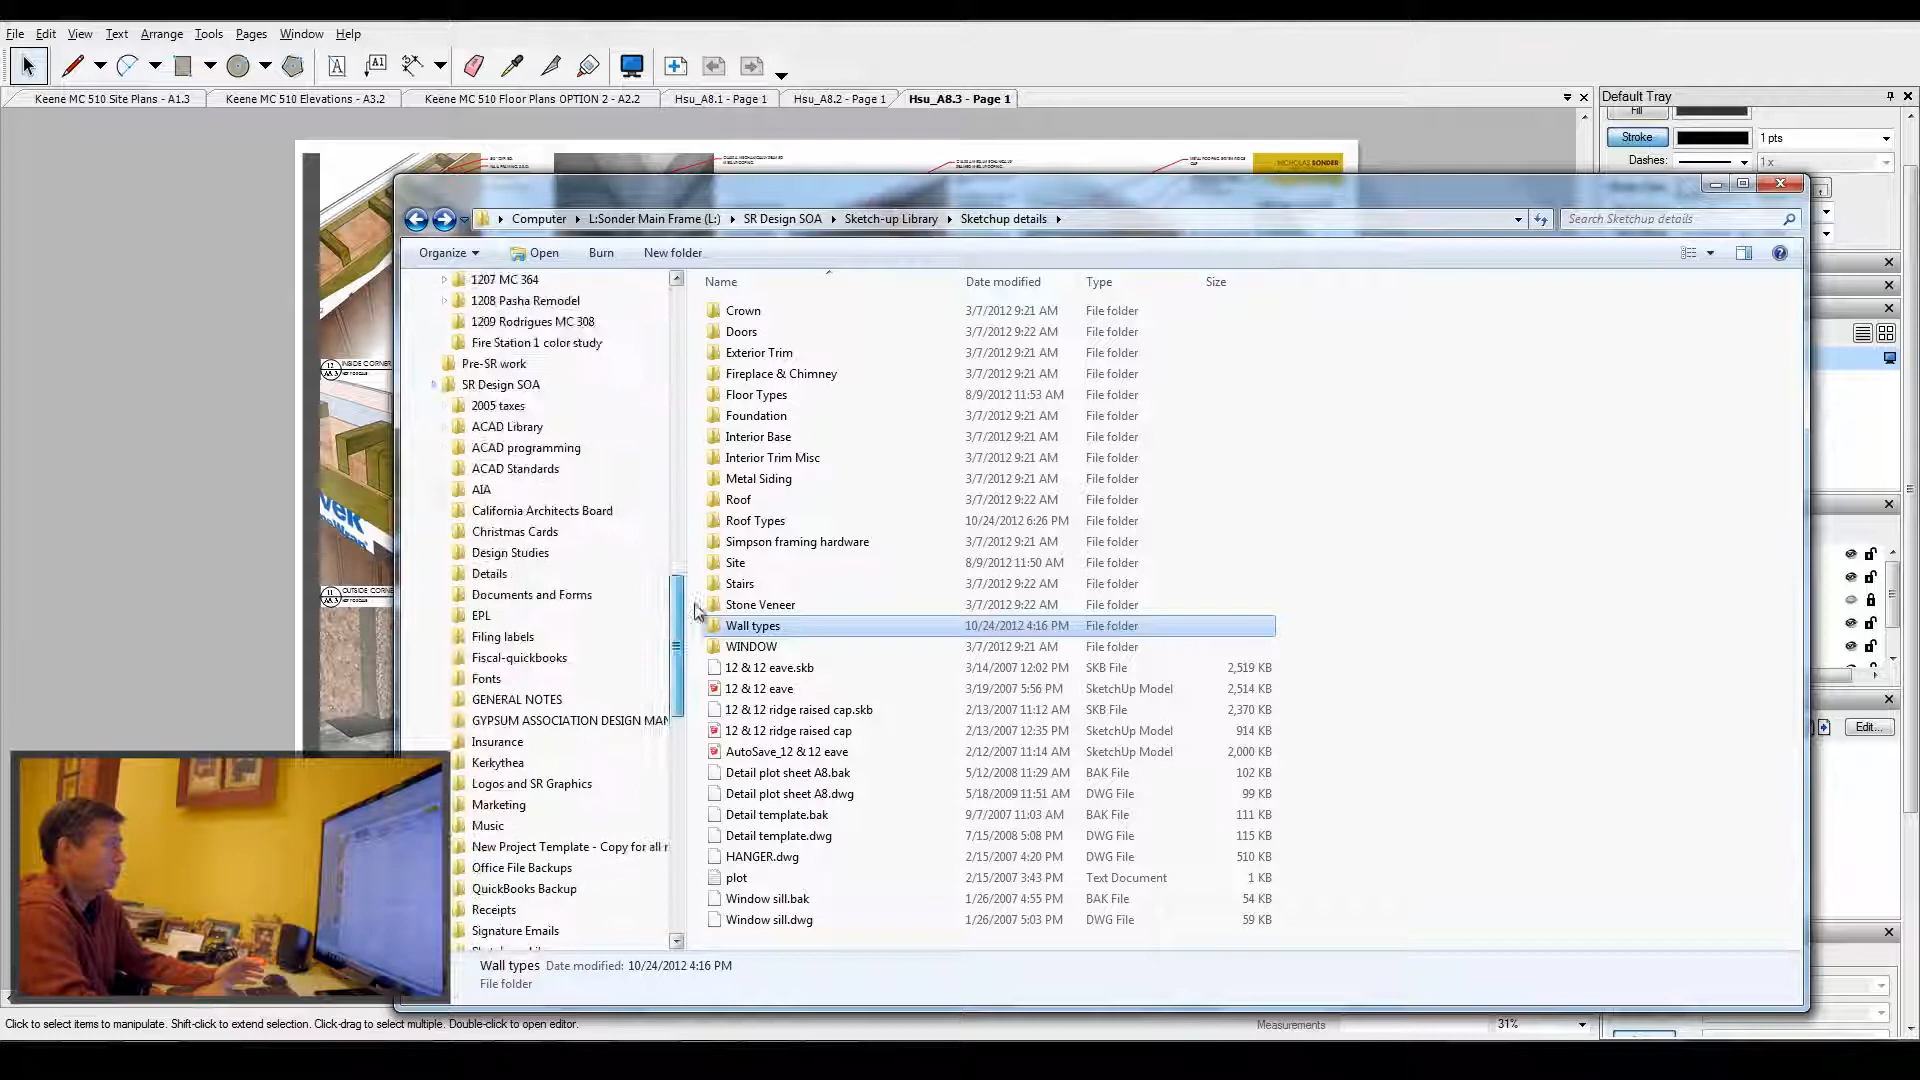 File Edit View Text Arrange Tools Pages Window Help
Keene MC 510 Site Plans - A1.3
Keene MC 510 Elevations - A3.2
Keene MC 510 Floor Plans OPTION 2 - A2.2
Hsu_A8.1 - Page 1
Hsu_A8.2 - Page 1
Hsu_A8.3 - Page 1
Default Tray
Fill
Stroke 1 pts
Dashes: 1x
NICHOLAS SONDER
Computer L:Sonder Main Frame (L:) SR Design SOA Sketch-up Library Sketchup details
Search Sketchup details
Organize Open Burn New folder
1207 MC 364
1208 Pasha Remodel
1209 Rodrigues MC 308
Fire Station 1 color study
Pre-SR work
SR Design SOA
2005 taxes
ACAD Library
ACAD programming
ACAD Standards
AIA
California Architects Board
Christmas Cards
Design Studies
Details
Documents and Forms
EPL
Filing labels
Fiscal-quickbooks
Fonts
GENERAL NOTES
GYPSUM ASSOCIATION DESIGN MAN
Insurance
Kerkythea
Logos and SR Graphics
Marketing
Music
New Project Template - Copy for all r
Office File Backups
QuickBooks Backup
Receipts
Signature Emails
Name Date modified Type Size
Crown 3/7/2012 9:21 AM File folder
Doors 3/7/2012 9:22 AM File folder
Exterior Trim 3/7/2012 9:21 AM File folder
Fireplace & Chimney 3/7/2012 9:21 AM File folder
Floor Types 8/9/2012 11:53 AM File folder
Foundation 3/7/2012 9:21 AM File folder
Interior Base 3/7/2012 9:21 AM File folder
Interior Trim Misc 3/7/2012 9:21 AM File folder
Metal Siding 3/7/2012 9:21 AM File folder
Roof 3/7/2012 9:22 AM File folder
Roof Types 10/24/2012 6:26 PM File folder
Simpson framing hardware 3/7/2012 9:21 AM File folder
Site 8/9/2012 11:50 AM File folder
Stairs 3/7/2012 9:22 AM File folder
Stone Veneer 3/7/2012 9:22 AM File folder
Wall types 10/24/2012 4:16 PM File folder
WINDOW 3/7/2012 9:21 AM File folder
12 & 12 eave.skb 3/14/2007 12:02 PM SKB File 2,519 KB
12 & 12 eave 3/19/2007 5:56 PM SketchUp Model 2,514 KB
12 & 12 ridge raised cap.skb 2/13/2007 11:12 AM SKB File 2,370 KB
12 & 12 ridge raised cap 2/13/2007 12:35 PM SketchUp Model 914 KB
AutoSave_12 & 12 eave 2/12/2007 11:14 AM SketchUp Model 2,000 KB
Detail plot sheet A8.bak 5/12/2008 11:29 AM BAK File 102 KB
Detail plot sheet A8.dwg 5/18/2009 11:51 AM DWG File 99 KB
Detail template.bak 9/7/2007 11:03 AM BAK File 111 KB
Detail template.dwg 7/15/2008 5:08 PM DWG File 115 KB
HANGER.dwg 2/15/2007 4:20 PM DWG File 510 KB
plot 2/15/2007 3:43 PM Text Document 1 KB
Window sill.bak 1/26/2007 4:55 PM BAK File 54 KB
Window sill.dwg 1/26/2007 5:03 PM DWG File 59 KB
Wall types Date modified: 10/24/2012 4:16 PM
File folder
INSIDE CORNER
OUTSIDE CORNE
Edit...
Click to select items to manipulate. Shift-click to extend selection. Click-drag to select multiple. Double-click to open editor.
Measurements
31%